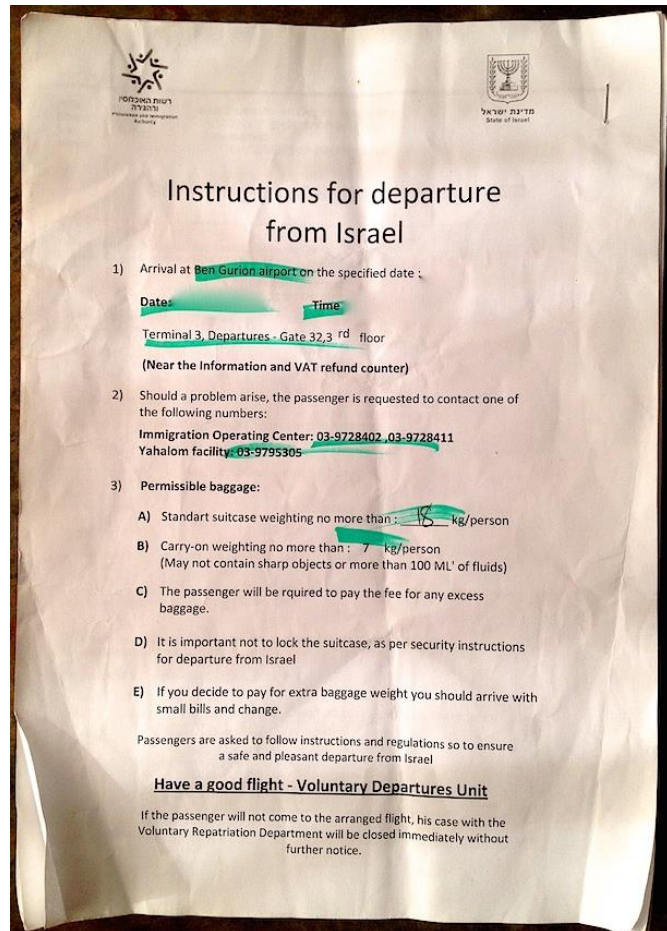 רשות האוכלוסין
וההגירה
Population and Immigration
Authority
מדינת ישראל
State of Israel
Instructions for departure
from Israel
1) Arrival at Ben Gurion airport on the specified date :
Date: Time
Terminal 3, Departures - Gate 32,3 rd floor
(Near the Information and VAT refund counter)
2) Should a problem arise, the passenger is requested to contact one of
the following numbers:
Immigration Operating Center: 03-9728402 ,03-9728411
Yahalom facility: 03-9795305
3) Permissible baggage:
A) Standart suitcase weighting no more than : 18 kg/person
B) Carry-on weighting no more than : 7 kg/person
(May not contain sharp objects or more than 100 ML' of fluids)
C) The passenger will be rquired to pay the fee for any excess
baggage.
D) It is important not to lock the suitcase, as per security instructions
for departure from Israel
E) If you decide to pay for extra baggage weight you should arrive with
small bills and change.
Passengers are asked to follow instructions and regulations so to ensure
a safe and pleasant departure from Israel
Have a good flight - Voluntary Departures Unit
If the passenger will not come to the arranged flight, his case with the
Voluntary Repatriation Department will be closed immediately without
further notice.